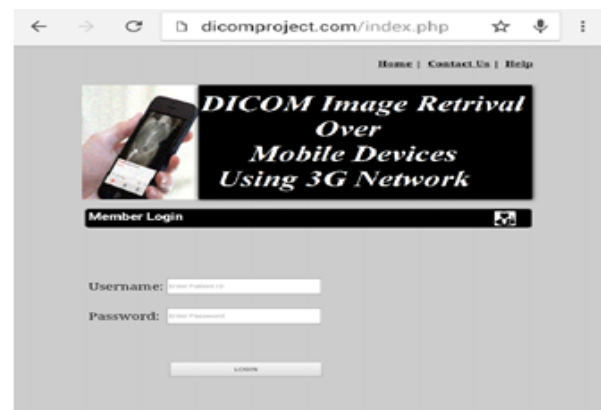 dicomproject.com/index.php
Home | Contact Us | Help
DICOM Image Retrival
Over
Mobile Devices
Using 3G Network
Member Login
Username: Enter Patient ID
Password: Enter Password
LOGIN